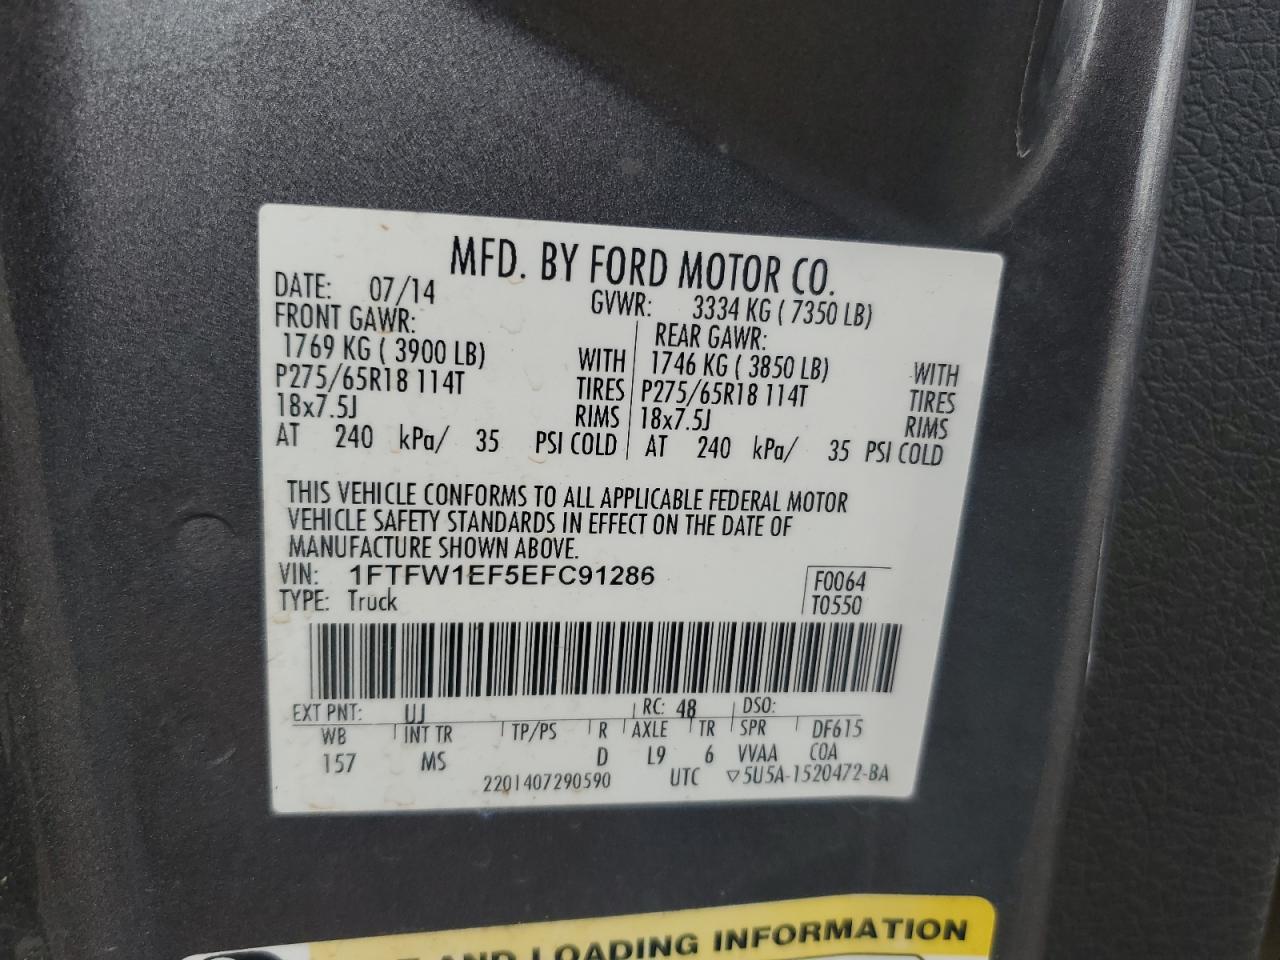 MFD. BY FORD MOTOR CO.
DATE: 07/14 GVWR: 3334 KG ( 7350 LB)
FRONT GAWR: REAR GAWR:
1769 KG ( 3900 LB) WITH 1746 KG ( 3850 LB) WITH
P275/65R18 114T TIRES P275/65R18 114T TIRES
18x7.5J RIMS 18x7.5J RIMS
AT 240 kPa/ 35 PSI COLD AT 240 kPa/ 35 PSI COLD
THIS VEHICLE CONFORMS TO ALL APPLICABLE FEDERAL MOTOR
VEHICLE SAFETY STANDARDS IN EFFECT ON THE DATE OF
MANUFACTURE SHOWN ABOVE.
VIN: 1FTFW1EF5EFC91286 F0064
TYPE: Truck T0550
EXT PNT: UJ RC: 48 DSO:
WB INT TR TP/PS R AXLE TR SPR DF615
157 MS D L9 6 VVAA COA
2201407290590 UTC ▽5U5A-1520472-BA
AND LOADING INFORMATION